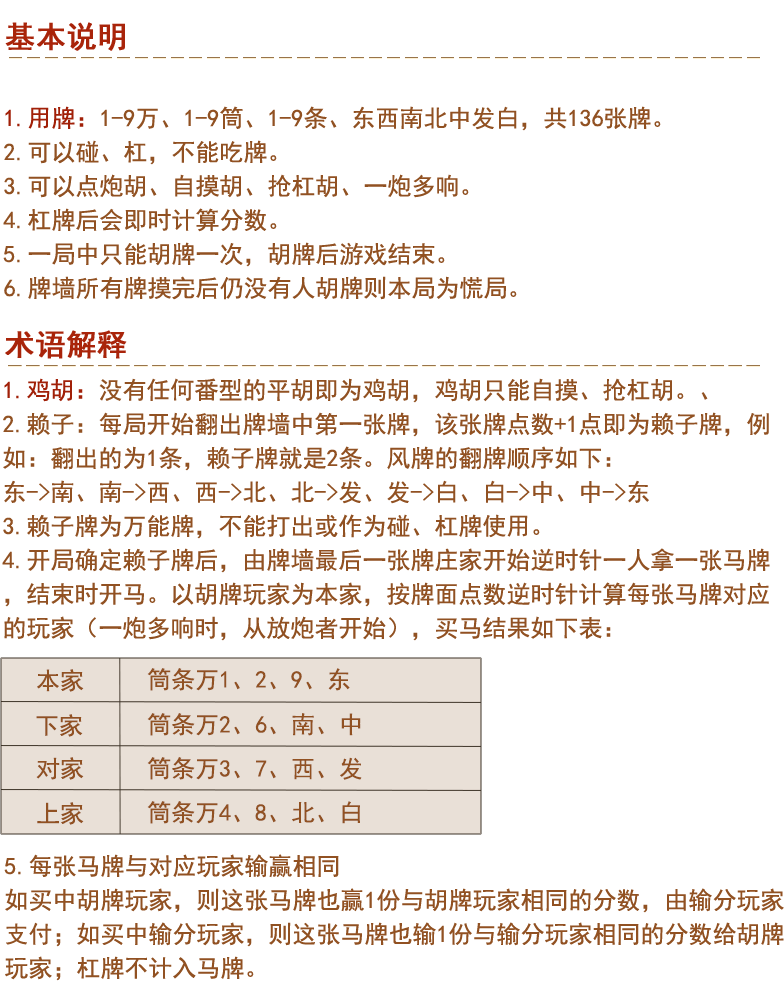 基本说明
1.用牌：1-9万、1-9筒、1-9条、东西南北中发白，共136张牌。
2.可以碰、杠，不能吃牌。
3.可以点炮胡、自摸胡、抢杠胡、一炮多响。
4.杠牌后会即时计算分数。
5.一局中只能胡牌一次，胡牌后游戏结束。
6.牌墙所有牌摸完后仍没有人胡牌则本局为慌局。
术语解释
1.鸡胡：没有任何番型的平胡即为鸡胡，鸡胡只能自摸、抢杠胡。、
2.赖子：每局开始翻出牌墙中第一张牌，该张牌点数+1点即为赖子牌，例
如：翻出的为1条，赖子牌就是2条。风牌的翻牌顺序如下：
东->南、南->西、西->北、北->发、发->白、白->中、中->东
3.赖子牌为万能牌，不能打出或作为碰、杠牌使用。
4.开局确定赖子牌后，由牌墙最后一张牌庄家开始逆时针一人拿一张马牌
，结束时开马。以胡牌玩家为本家，按牌面点数逆时针计算每张马牌对应
的玩家（一炮多响时，从放炮者开始），买马结果如下表：
本家 筒条万1、2、9、东
下家 筒条万2、6、南、中
对家 筒条万3、7、西、发
上家 筒条万4、8、北、白
5.每张马牌与对应玩家输赢相同
如买中胡牌玩家，则这张马牌也赢1份与胡牌玩家相同的分数，由输分玩家
支付；如买中输分玩家，则这张马牌也输1份与输分玩家相同的分数给胡牌
玩家；杠牌不计入马牌。